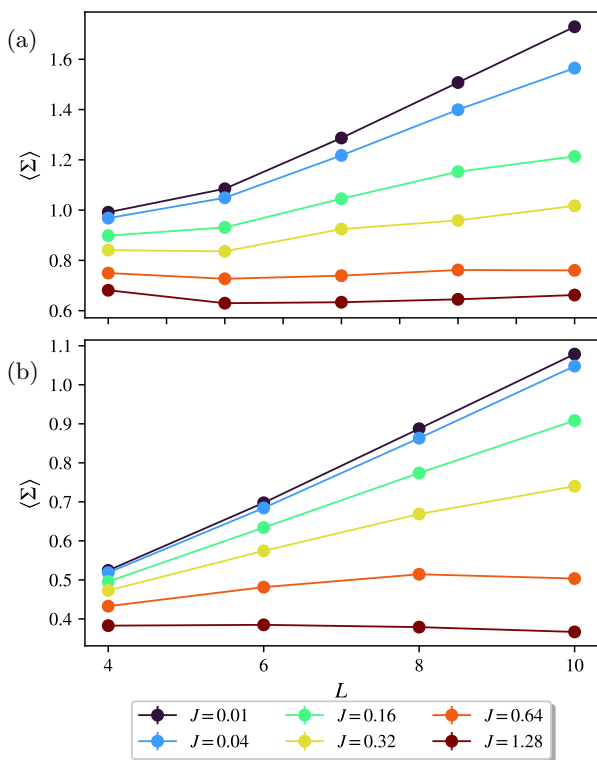 (a)
1.6
1.4
1.2
1.0
0.8
0.6
⟨Σ⟩
(b)
1.1
1.0
0.9
0.8
0.7
0.6
0.5
0.4
⟨Σ⟩
4 6 8 10
L
J = 0.01 J = 0.16 J = 0.64
J = 0.04 J = 0.32 J = 1.28